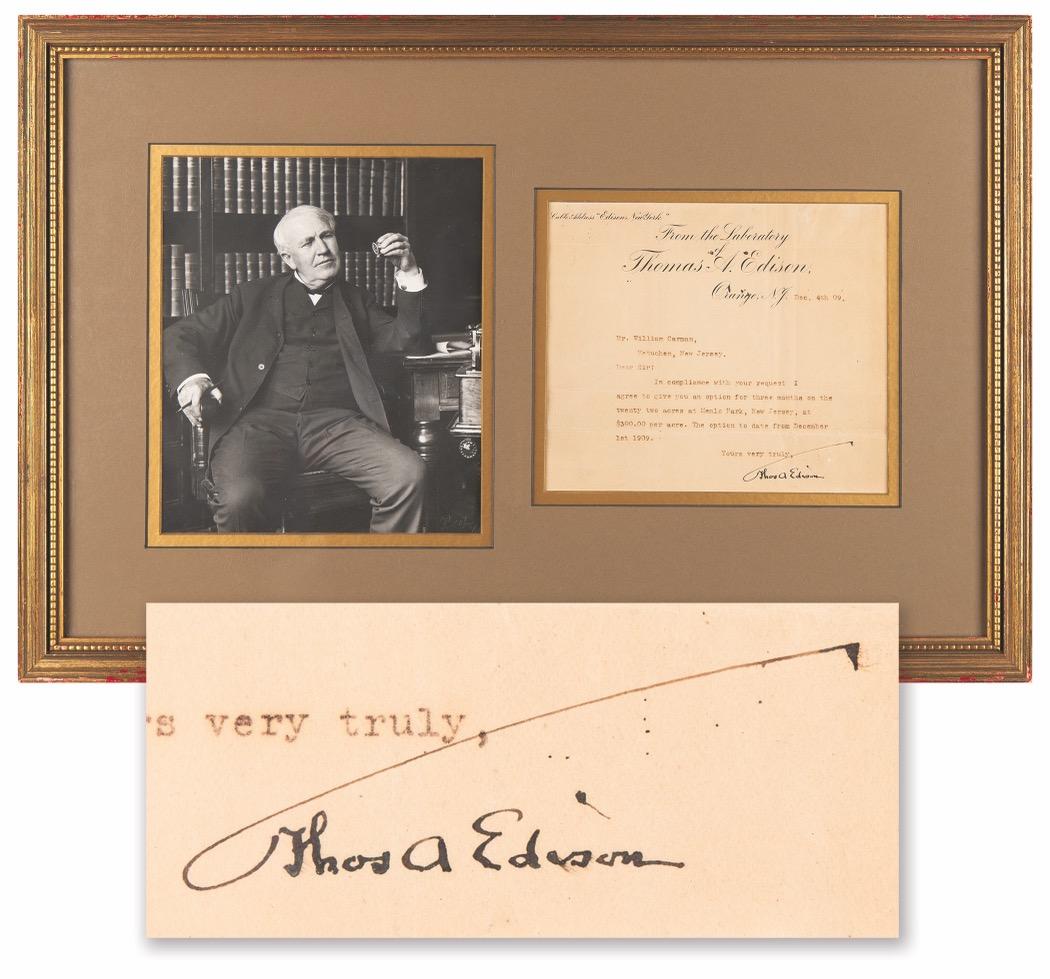 Cable Address "Edison, New York"
From the Laboratory
of
Thomas A. Edison,
Orange, N.J. Dec. 4th 09.
Mr. William Carman,
Metuchen, New Jersey.
Dear Sir:
In compliance with your request I
agree to give you an option for three months on the
twenty two acres at Menlo Park, New Jersey, at
$300.00 per acre. The option to date from December
1st 1909.
Yours very truly,
Thos A Edison
rs very truly,
Thos A Edison